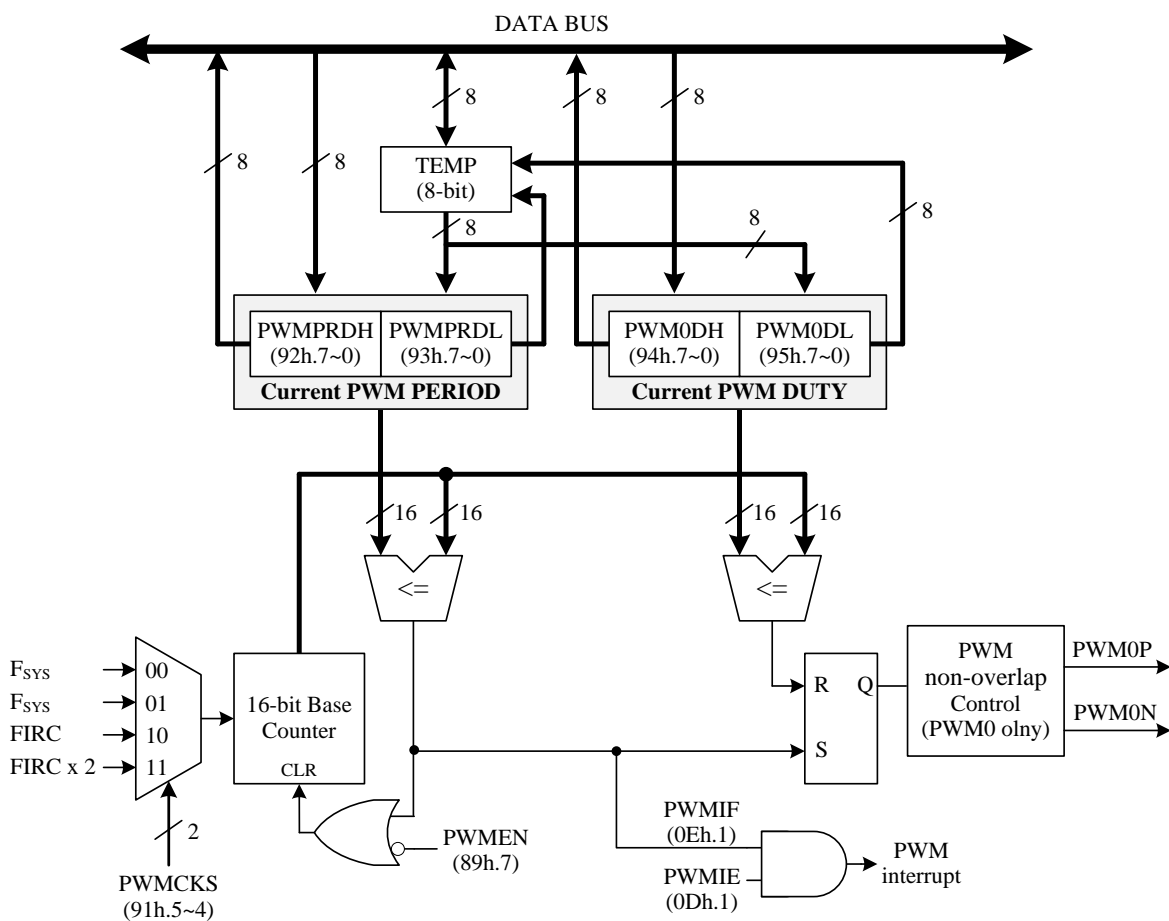 DATA BUS
8
8
8
8
8
TEMP
(8-bit)
8
8
8
PWMPRDH
(92h.7~0)
PWMPRDL
(93h.7~0)
Current PWM PERIOD
PWM0DH
(94h.7~0)
PWM0DL
(95h.7~0)
Current PWM DUTY
16
16
16
16
<=
<=
FSYS
FSYS
FIRC
FIRC x 2
00
01
10
11
16-bit Base
Counter
CLR
R
Q
S
PWM
non-overlap
Control
(PWM0 olny)
PWM0P
PWM0N
2
PWMCKS
(91h.5~4)
PWMEN
(89h.7)
PWMIF
(0Eh.1)
PWMIE
(0Dh.1)
PWM
interrupt